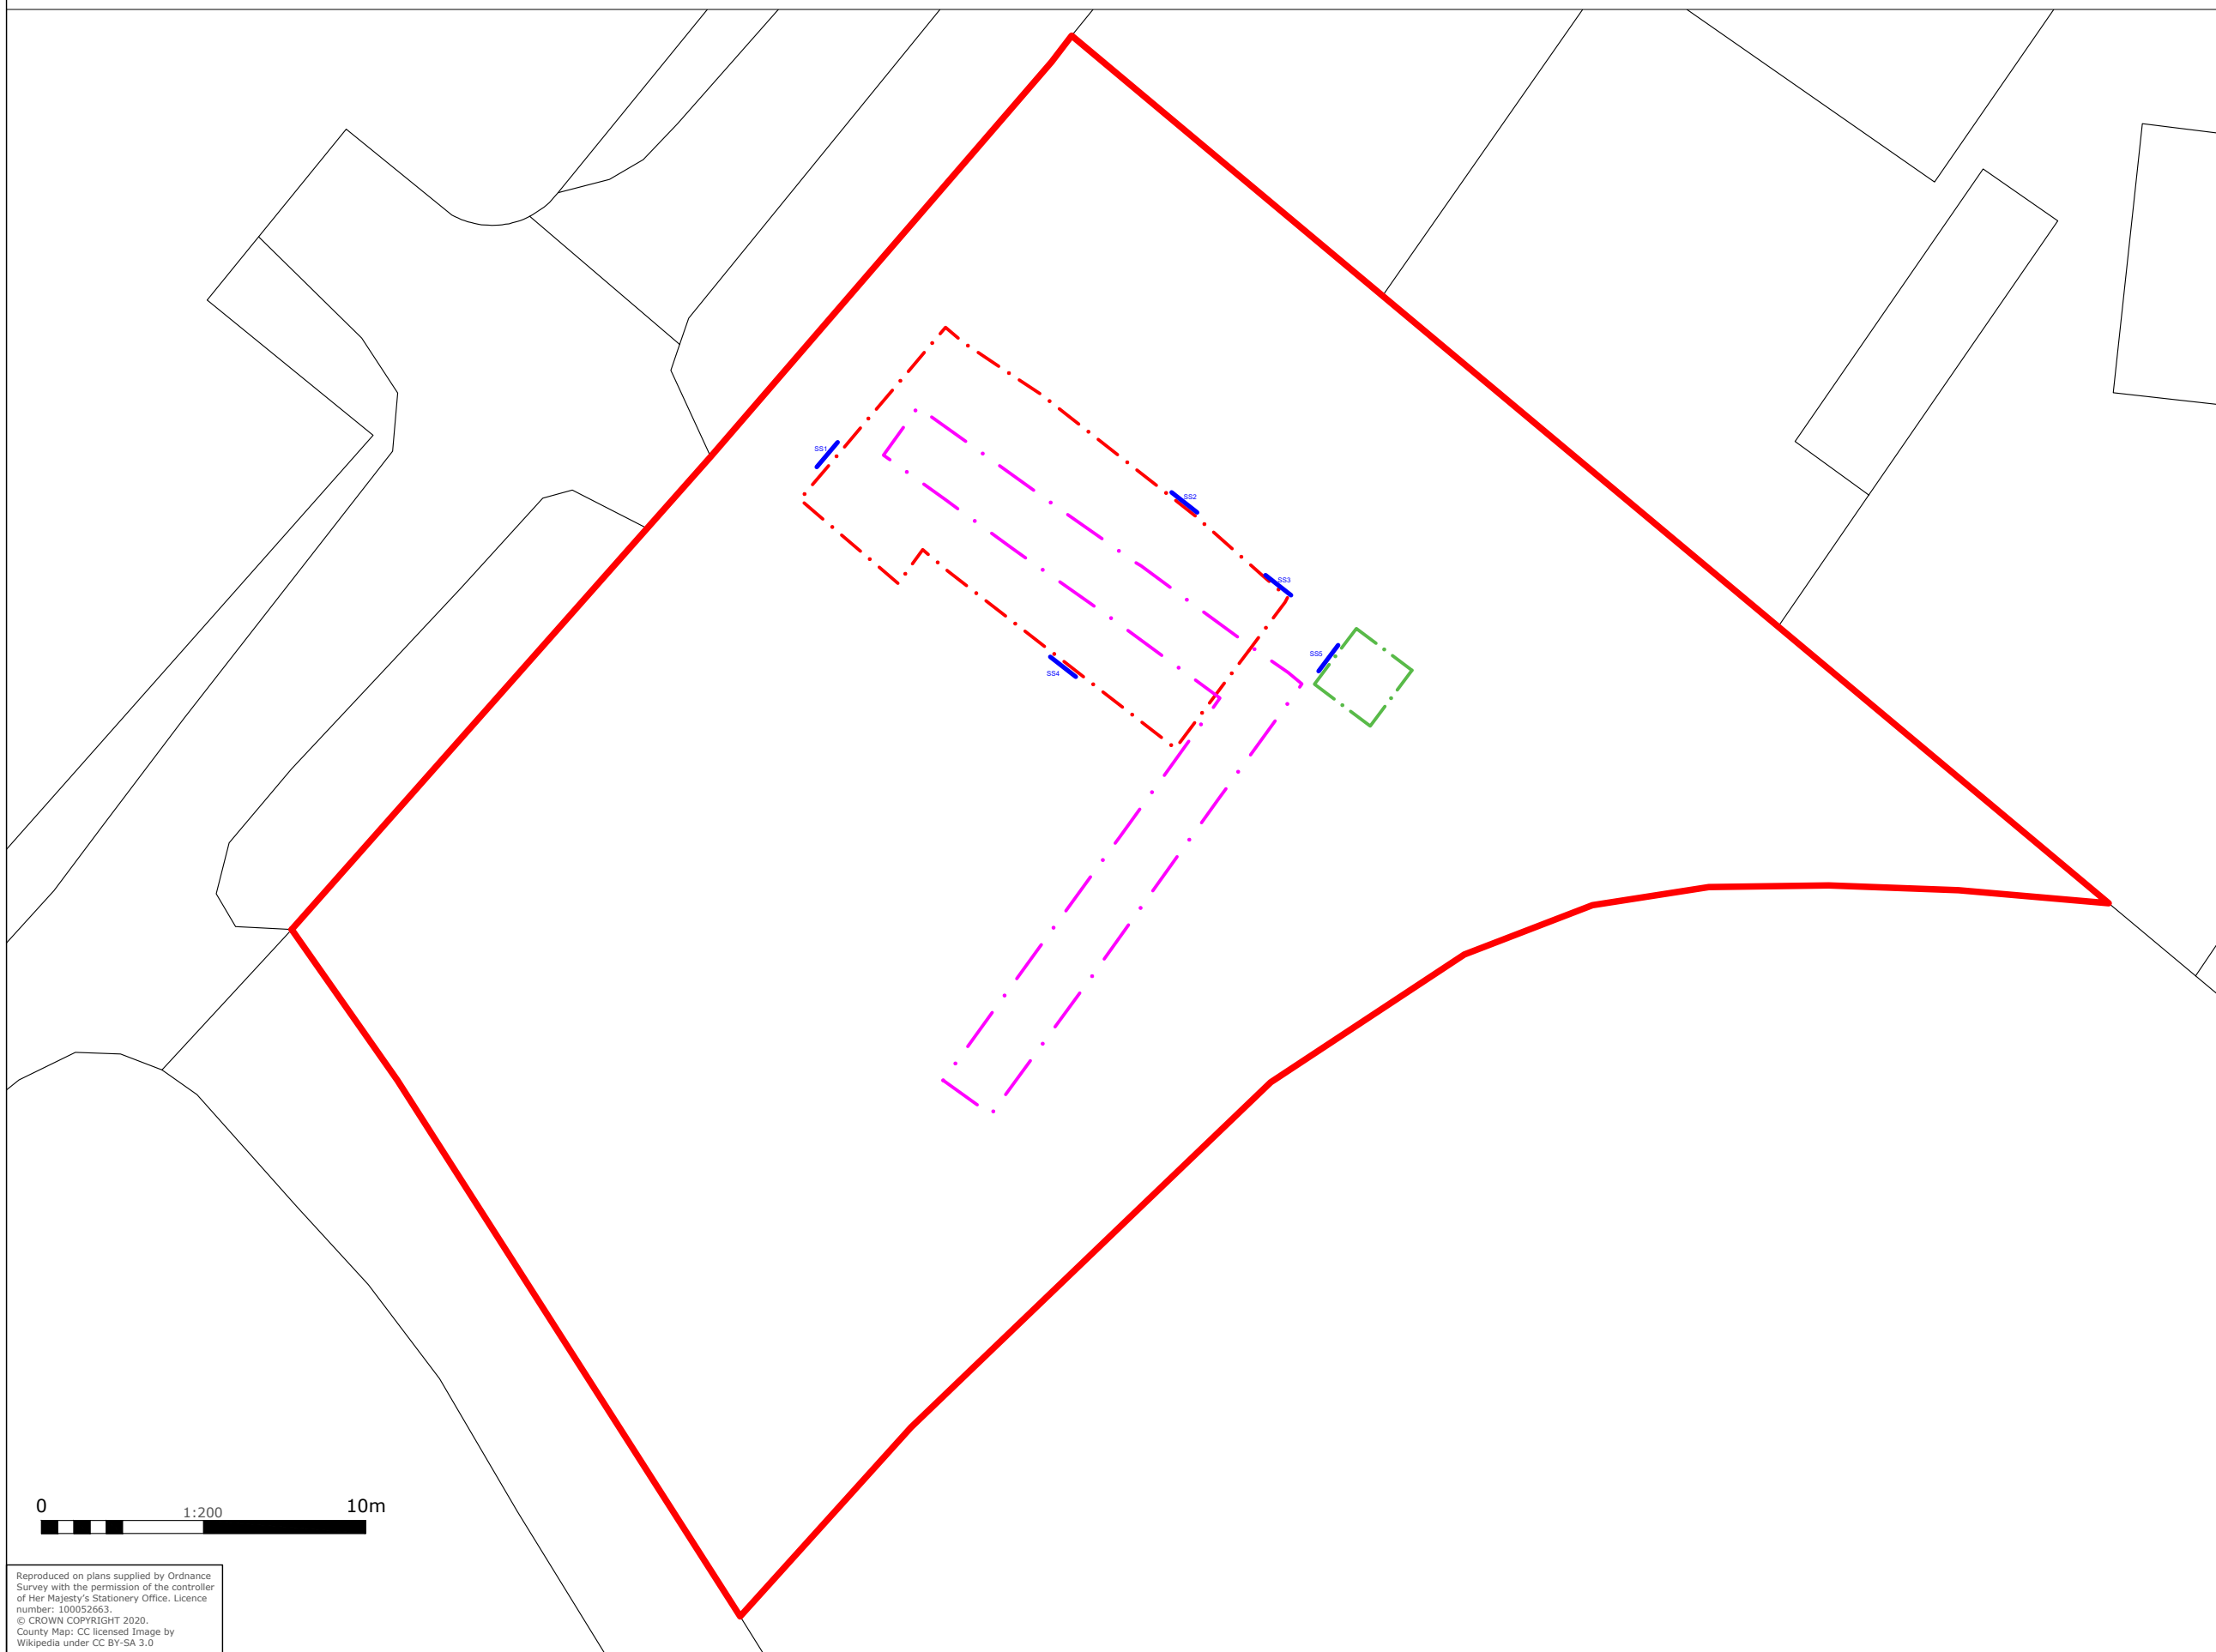 SS1
SS2
SS3
SS5
SS4
0
1:200
10m
Reproduced on plans supplied by Ordnance
Survey with the permission of the controller
of Her Majesty's Stationery Office. Licence
number: 100052663.
© CROWN COPYRIGHT 2020.
County Map: CC licensed Image by
Wikipedia under CC BY-SA 3.0